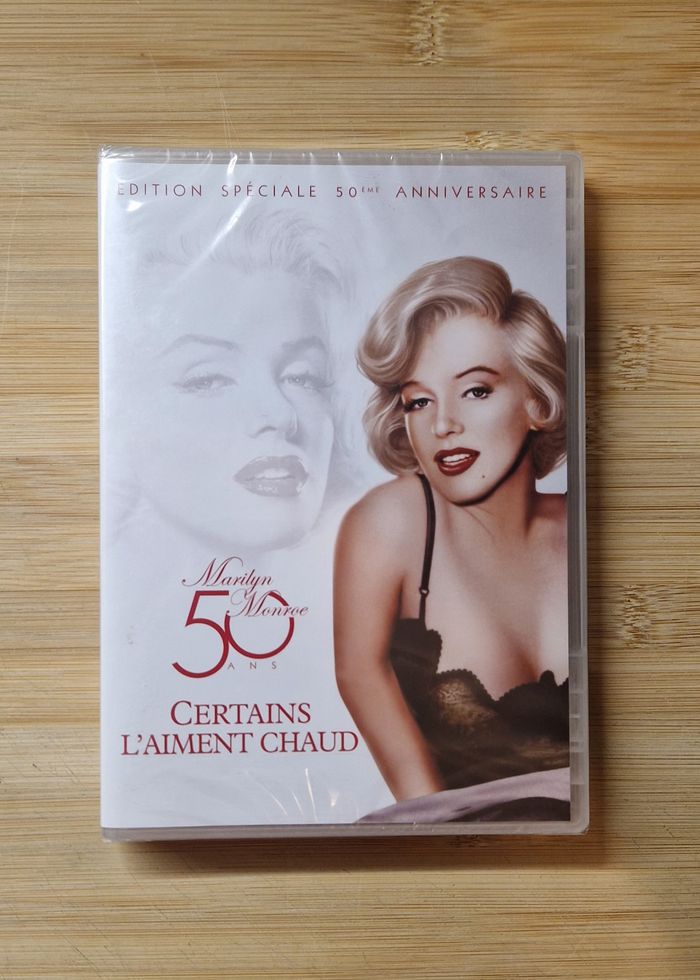 EDITION SPÉCIALE 50ÈME ANNIVERSAIRE
Marilyn
Monroe
50
ANS
CERTAINS
L'AIMENT CHAUD